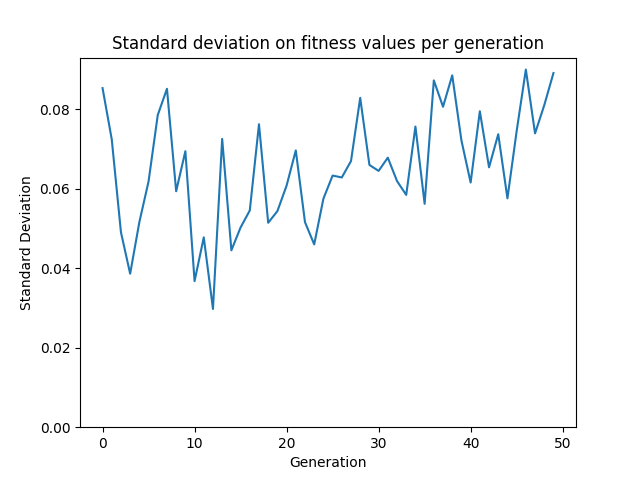 Standard deviation on fitness values per generation
0.08
0.06
0.04
0.02
0.00
Standard Deviation
0 10 20 30 40 50
Generation